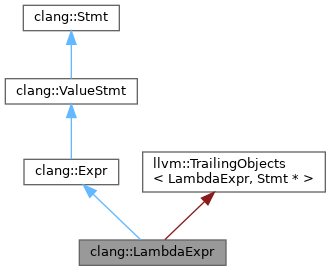 clang::Stmt
clang::ValueStmt
clang::Expr
llvm::TrailingObjects
< LambdaExpr, Stmt * >
clang::LambdaExpr